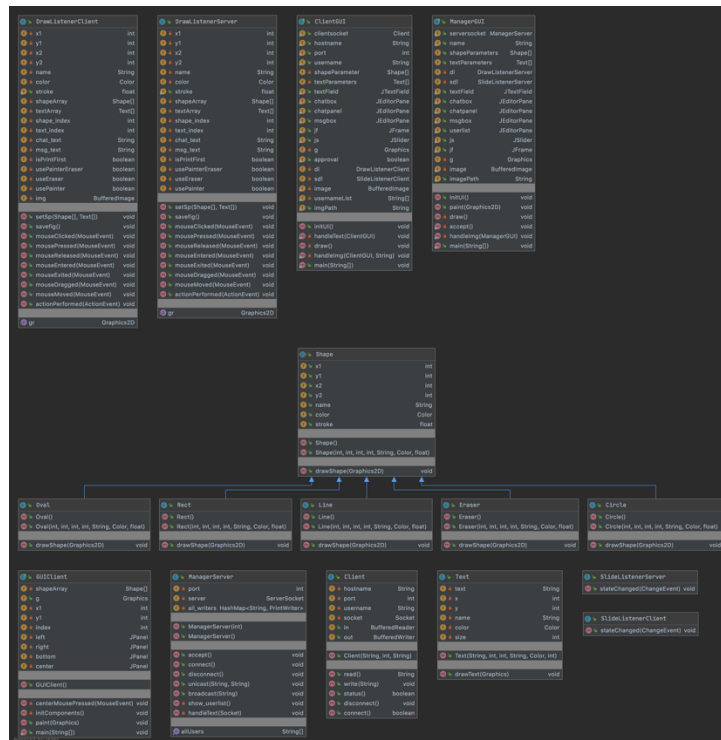 DrawListenerClient
x1 int
y1 int
x2 int
y2 int
name String
color Color
stroke float
shapeArray Shape[]
textArray Text[]
shape_index int
text_index int
chat_text String
msg_text String
isPrintFirst boolean
usePainterEraser boolean
useEraser boolean
usePainter boolean
img BufferedImage
setSp(Shape[], Text[]) void
savefig() void
mouseClicked(MouseEvent) void
mousePressed(MouseEvent) void
mouseReleased(MouseEvent) void
mouseEntered(MouseEvent) void
mouseExited(MouseEvent) void
mouseDragged(MouseEvent) void
mouseMoved(MouseEvent) void
actionPerformed(ActionEvent) void
gr Graphics2D
DrawListenerServer
x1 int
y1 int
x2 int
y2 int
name String
color Color
stroke float
shapeArray Shape[]
textArray Text[]
shape_index int
text_index int
chat_text String
msg_text String
isPrintFirst boolean
usePainterEraser boolean
useEraser boolean
usePainter boolean
setSp(Shape[], Text[]) void
savefig() void
mouseClicked(MouseEvent) void
mousePressed(MouseEvent) void
mouseReleased(MouseEvent) void
mouseEntered(MouseEvent) void
mouseExited(MouseEvent) void
mouseDragged(MouseEvent) void
mouseMoved(MouseEvent) void
actionPerformed(ActionEvent) void
gr Graphics2D
ClientGUI
clientsocket Client
hostname String
port int
username String
shapeParameter Shape[]
textParameters Text[]
textField JTextField
chatbox JEditorPane
chatpanel JEditorPane
msgbox JEditorPane
jf JFrame
js JSlider
g Graphics
approval boolean
dl DrawListenerClient
sdl SlideListenerClient
image BufferedImage
usernameList String[]
imgPath String
initUI() void
handleText(ClientGUI) void
draw() void
handleImg(ClientGUI, String) void
main(String[]) void
ManagerGUI
serversocket ManagerServer
name String
shapeParameters Shape[]
textParameters Text[]
dl DrawListenerServer
sdl SlideListenerServer
textField JTextField
chatbox JEditorPane
chatpanel JEditorPane
msgbox JEditorPane
userlist JEditorPane
js JSlider
jf JFrame
g Graphics
image BufferedImage
imagePath String
initUI() void
paint(Graphics2D) void
draw() void
accept() void
handleImg(ManagerGUI) void
main(String[]) void
Shape
x1 int
y1 int
x2 int
y2 int
name String
color Color
stroke float
Shape()
Shape(int, int, int, int, String, Color, float)
drawShape(Graphics2D) void
Oval
Oval()
Oval(int, int, int, int, String, Color, float)
drawShape(Graphics2D) void
Rect
Rect()
Rect(int, int, int, int, String, Color, float)
drawShape(Graphics2D) void
Line
Line()
Line(int, int, int, int, String, Color, float)
drawShape(Graphics2D) void
Eraser
Eraser()
Eraser(int, int, int, int, String, Color, float)
drawShape(Graphics2D) void
Circle
Circle()
Circle(int, int, int, int, String, Color, float)
drawShape(Graphics2D) void
GUIClient
shapeArray Shape[]
g Graphics
x1 int
y1 int
index int
left JPanel
right JPanel
bottom JPanel
center JPanel
GUIClient()
centerMousePressed(MouseEvent) void
initComponents() void
paint(Graphics) void
main(String[]) void
ManagerServer
port int
server ServerSocket
all_writers HashMap<String, PrintWriter>
ManagerServer(int)
ManagerServer()
accept() void
connect() void
disconnect() void
unicast(String, String) void
broadcast(String) void
show_userlist() void
handleText(Socket) void
allUsers String[]
Client
hostname String
port int
username String
socket Socket
in BufferedReader
out BufferedWriter
Client(String, int, String)
read() String
write(String) void
status() boolean
disconnect() void
connect() boolean
Text
text String
x int
y int
name String
color Color
size int
Text(String, int, int, String, Color, int)
drawText(Graphics) void
SlideListenerServer
stateChanged(ChangeEvent) void
SlideListenerClient
stateChanged(ChangeEvent) void